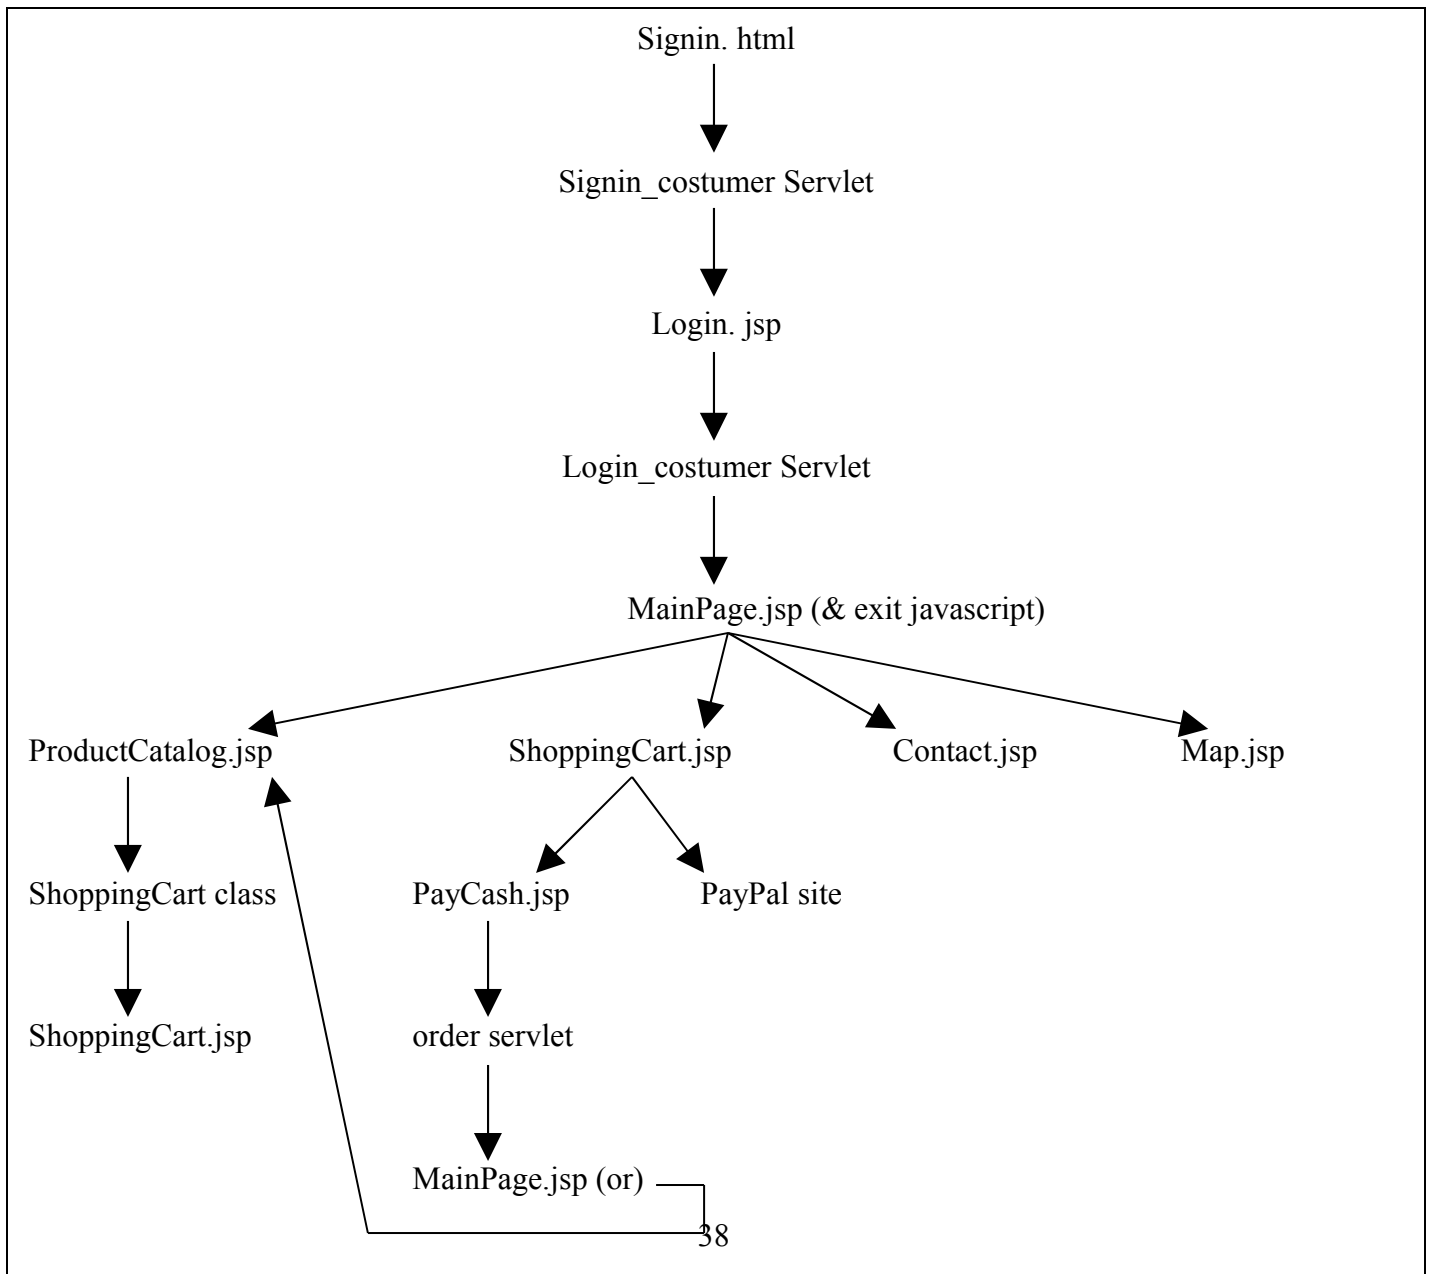 Signin. html
Signin_costumer Servlet
Login. jsp
Login_costumer Servlet
MainPage.jsp (& exit javascript)
ProductCatalog.jsp ShoppingCart.jsp Contact.jsp Map.jsp
ShoppingCart class PayCash.jsp PayPal site
ShoppingCart.jsp order servlet
MainPage.jsp (or)
38